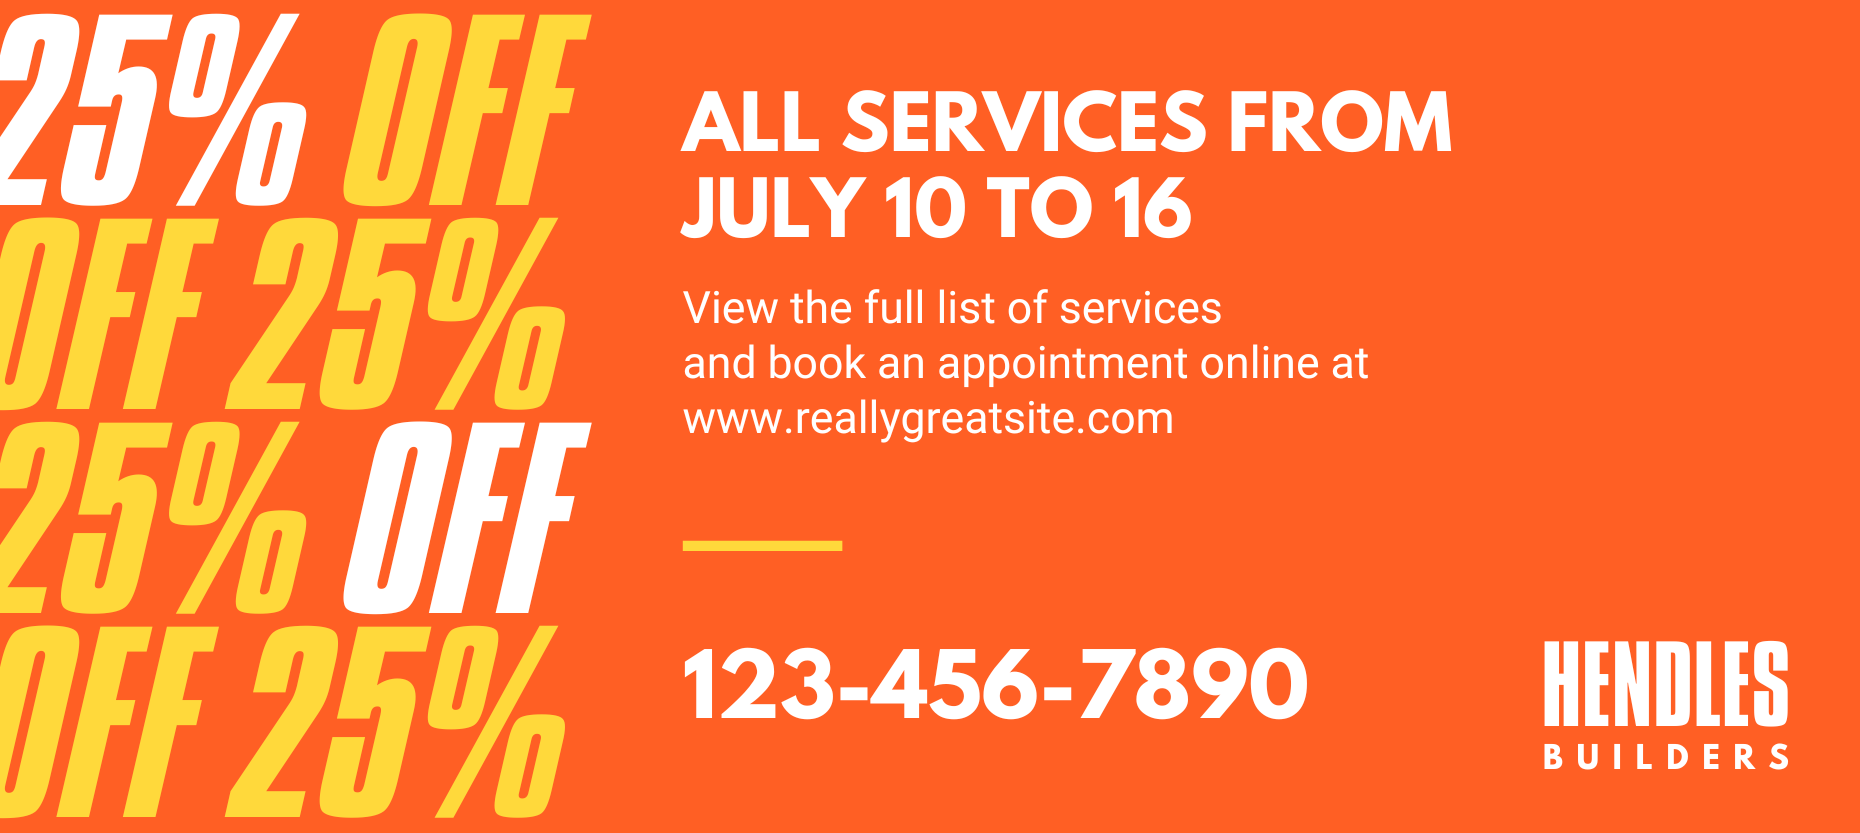 25% OFF
OFF 25%
25% OFF
OFF 25%
ALL SERVICES FROM
JULY 10 TO 16
View the full list of services
and book an appointment online at
www.reallygreatsite.com
123-456-7890
HENDLES
BUILDERS